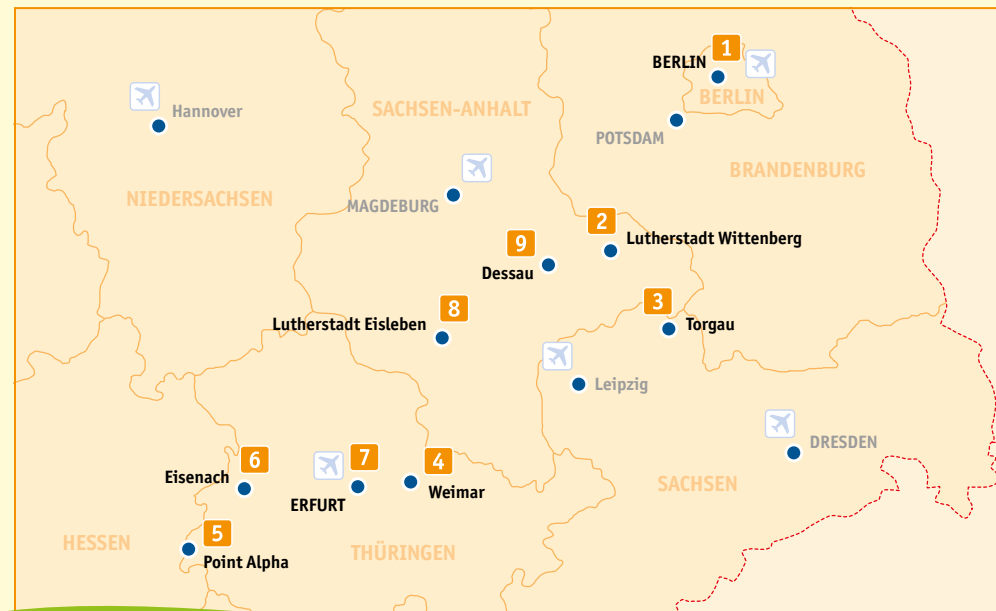 1
BERLIN
BERLIN
Hannover
SACHSEN-ANHALT
POTSDAM
BRANDENBURG
NIEDERSACHSEN
MAGDEBURG
2
Lutherstadt Wittenberg
9
Dessau
3
Torgau
8
Lutherstadt Eisleben
Leipzig
DRESDEN
6
Eisenach
7
ERFURT
4
Weimar
SACHSEN
5
Point Alpha
HESSEN
THÜRINGEN